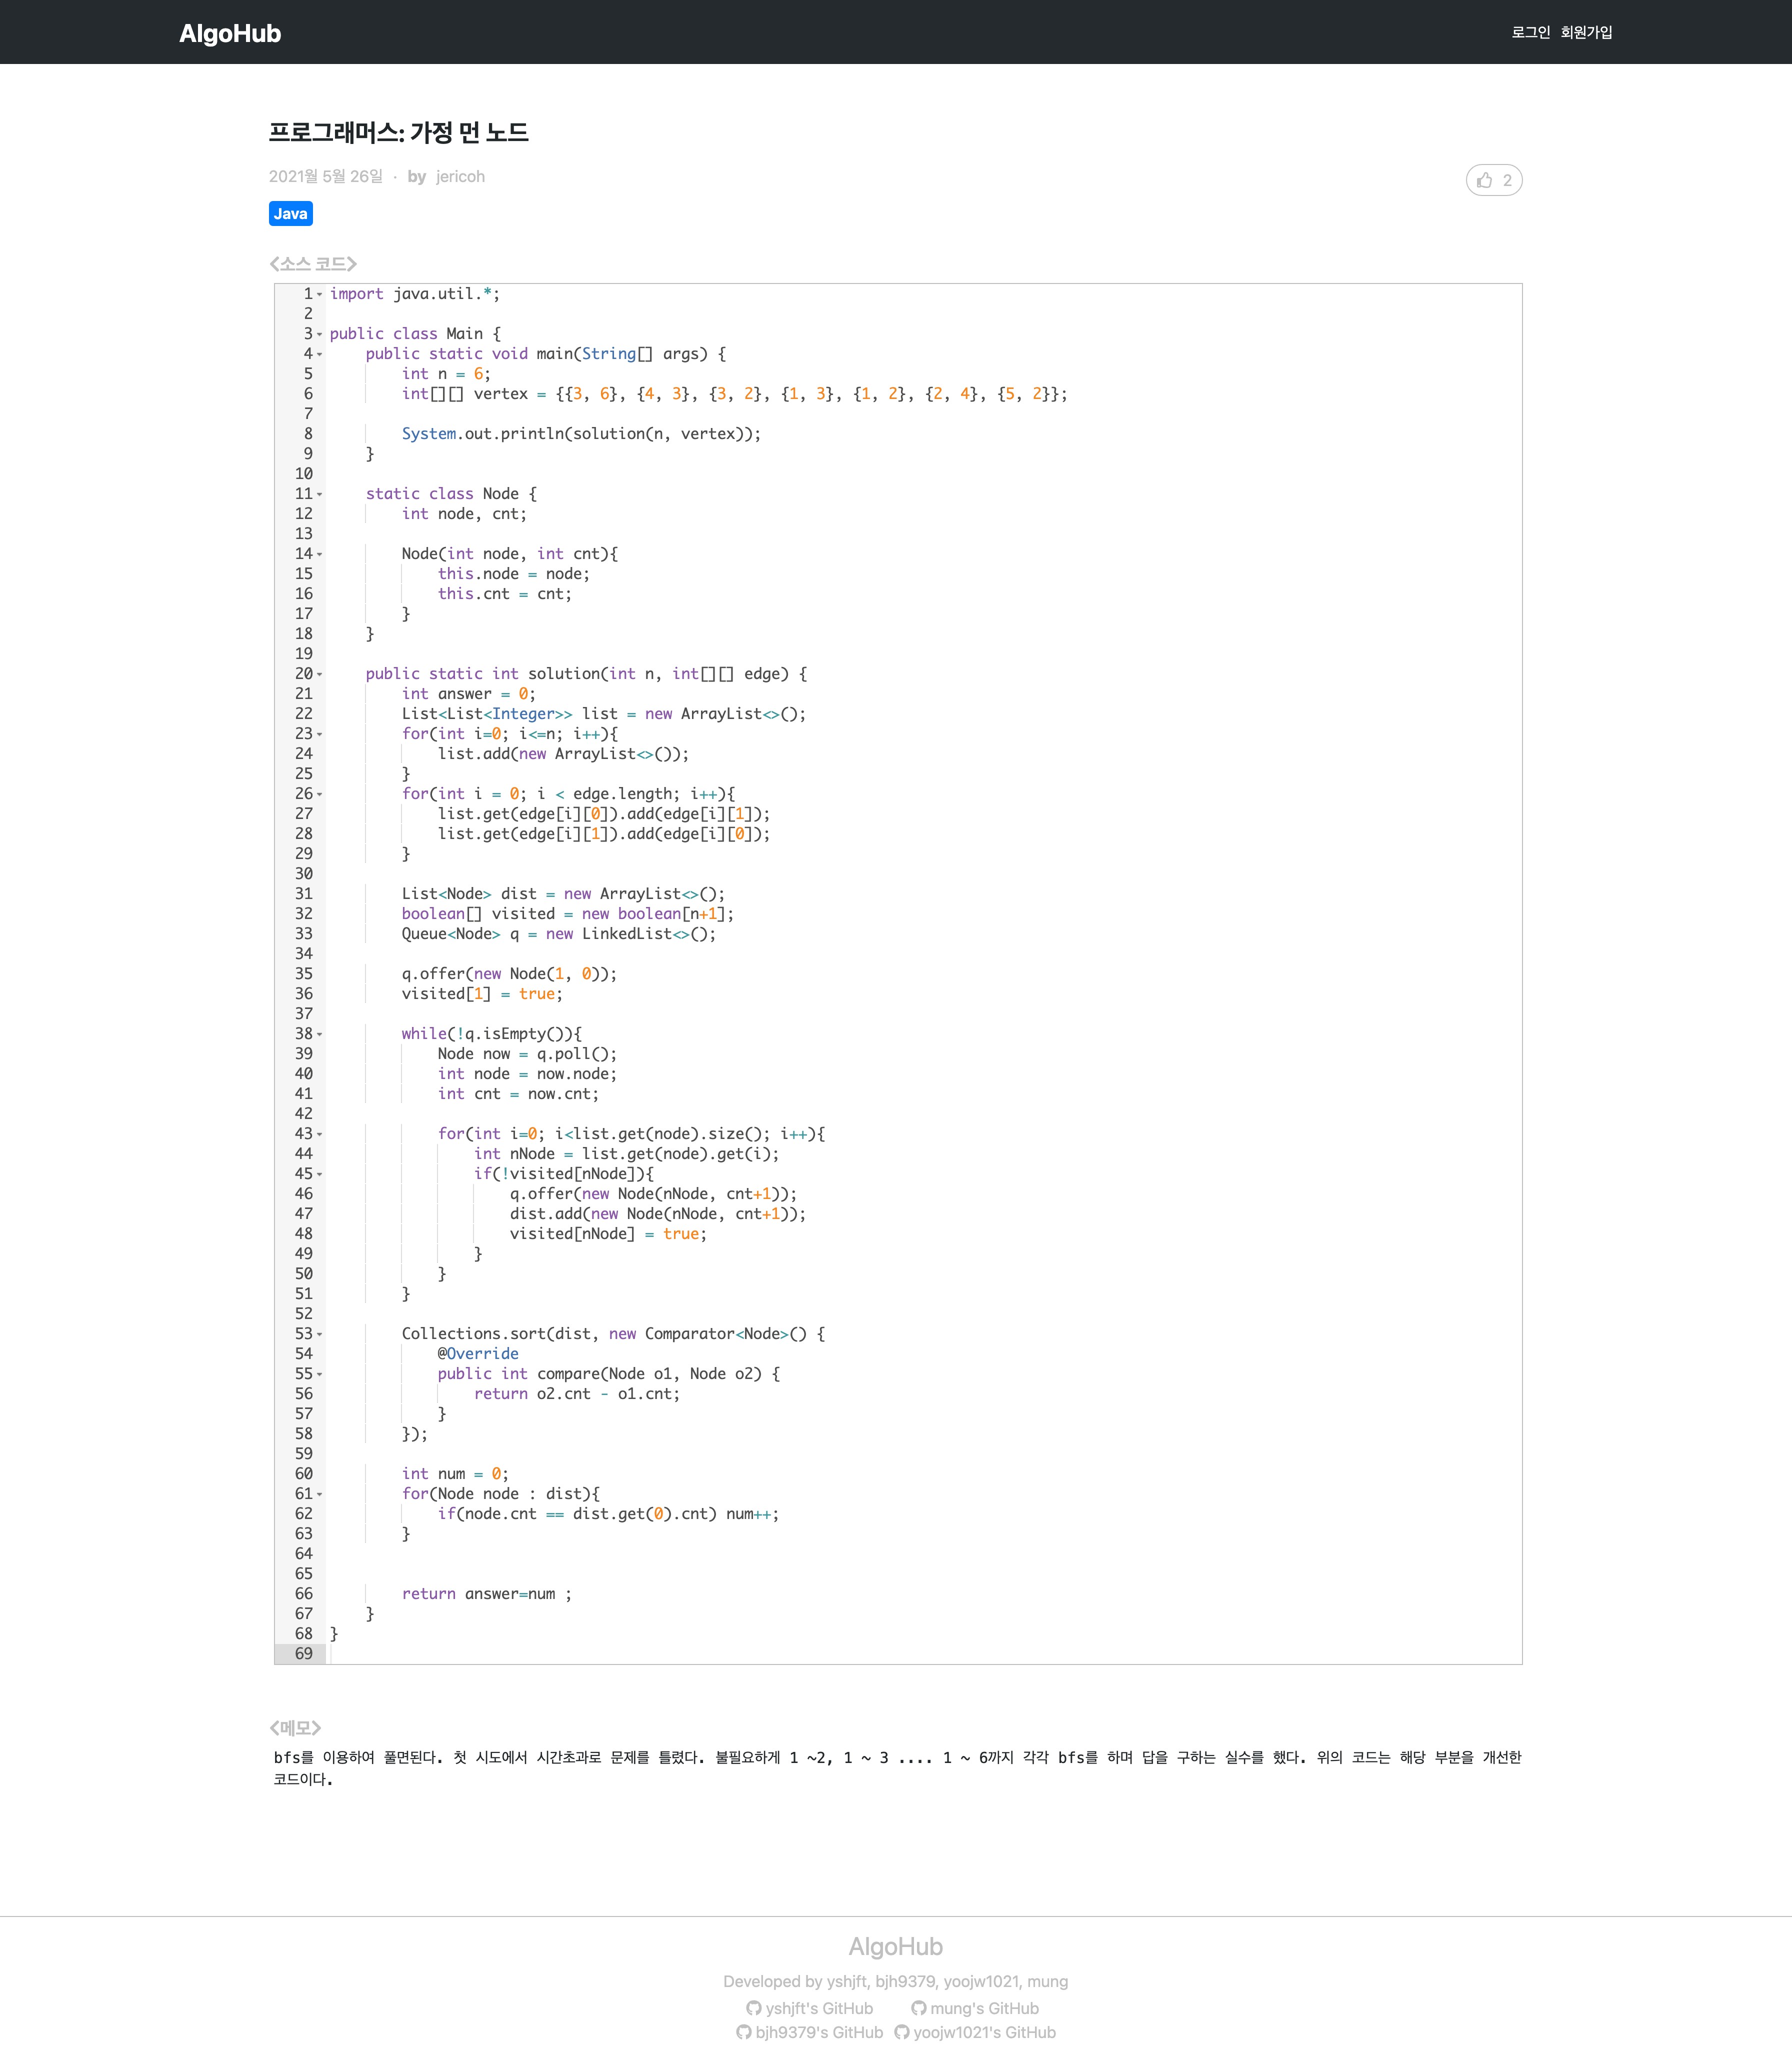 AlgoHub
로그인 회원가입
프로그래머스: 가정 먼 노드
2021월 5월 26일 · by jericoh
2
Java
<소스 코드>
1 import java.util.*;
2
3 public class Main {
4     public static void main(String[] args) {
5         int n = 6;
6         int[][] vertex = {{3, 6}, {4, 3}, {3, 2}, {1, 3}, {1, 2}, {2, 4}, {5, 2}};
7
8         System.out.println(solution(n, vertex));
9     }
10
11     static class Node {
12         int node, cnt;
13
14         Node(int node, int cnt){
15             this.node = node;
16             this.cnt = cnt;
17         }
18     }
19
20     public static int solution(int n, int[][] edge) {
21         int answer = 0;
22         List<List<Integer>> list = new ArrayList<>();
23         for(int i=0; i<=n; i++){
24             list.add(new ArrayList<>());
25         }
26         for(int i = 0; i < edge.length; i++){
27             list.get(edge[i][0]).add(edge[i][1]);
28             list.get(edge[i][1]).add(edge[i][0]);
29         }
30
31         List<Node> dist = new ArrayList<>();
32         boolean[] visited = new boolean[n+1];
33         Queue<Node> q = new LinkedList<>();
34
35         q.offer(new Node(1, 0));
36         visited[1] = true;
37
38         while(!q.isEmpty()){
39             Node now = q.poll();
40             int node = now.node;
41             int cnt = now.cnt;
42
43             for(int i=0; i<list.get(node).size(); i++){
44                 int nNode = list.get(node).get(i);
45                 if(!visited[nNode]){
46                     q.offer(new Node(nNode, cnt+1));
47                     dist.add(new Node(nNode, cnt+1));
48                     visited[nNode] = true;
49                 }
50             }
51         }
52
53         Collections.sort(dist, new Comparator<Node>() {
54             @Override
55             public int compare(Node o1, Node o2) {
56                 return o2.cnt - o1.cnt;
57             }
58         });
59
60         int num = 0;
61         for(Node node : dist){
62             if(node.cnt == dist.get(0).cnt) num++;
63         }
64
65
66         return answer=num ;
67     }
68 }
69
<메모>
bfs를 이용하여 풀면된다. 첫 시도에서 시간초과로 문제를 틀렸다. 불필요하게 1 ~2, 1 ~ 3 .... 1 ~ 6까지 각각 bfs를 하며 답을 구하는 실수를 했다. 위의 코드는 해당 부분을 개선한
코드이다.
AlgoHub
Developed by yshjft, bjh9379, yoojw1021, mung
yshjft's GitHub mung's GitHub
bjh9379's GitHub yoojw1021's GitHub